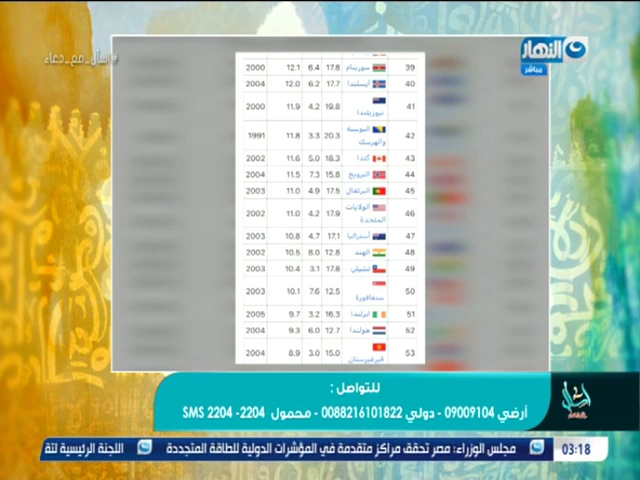 #اسأل_مع_دعاء
النهار
مباشر
39 سورينام 17.8 6.4 12.1 2000
40 آيسلندا 17.7 6.2 12.0 2004
41 نيوزيلندا 19.8 4.2 11.9 2000
42 البوسنة والهرسك 20.3 3.3 11.8 1991
43 كندا 18.3 5.0 11.6 2002
44 النرويج 15.8 7.3 11.5 2004
45 البرتغال 17.5 4.9 11.0 2003
46 الولايات المتحدة 17.9 4.2 11.0 2002
47 أستراليا 17.1 4.7 10.8 2003
48 الهند 12.8 8.0 10.5 2002
49 تشيلي 17.8 3.1 10.4 2003
50 سنغافورة 12.5 7.6 10.1 2003
51 ايرلندا 16.3 3.2 9.7 2005
52 هولندا 12.7 6.0 9.3 2004
53 قيرغيزستان 15.0 3.0 8.9 2004
للتواصل :
أرضي 09009104 - دولي 0088216101822 - محمول 2204- SMS 2204
مجلس الوزراء: مصر تحقق مراكز متقدمة في المؤشرات الدولية للطاقة المتجددة
اللجنة الرئيسية لتق
03:18